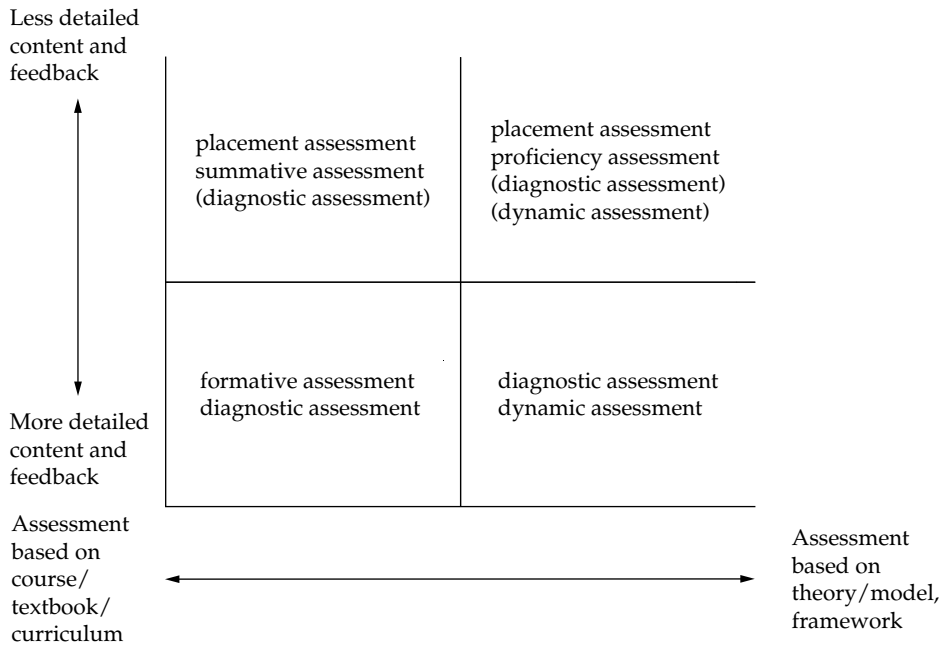 Less detailed
content and
feedback
placement assessment
summative assessment
(diagnostic assessment)
placement assessment
proficiency assessment
(diagnostic assessment)
(dynamic assessment)
formative assessment
diagnostic assessment
diagnostic assessment
dynamic assessment
More detailed
content and
feedback
Assessment
based on
course/
textbook/
curriculum
Assessment
based on
theory/model,
framework